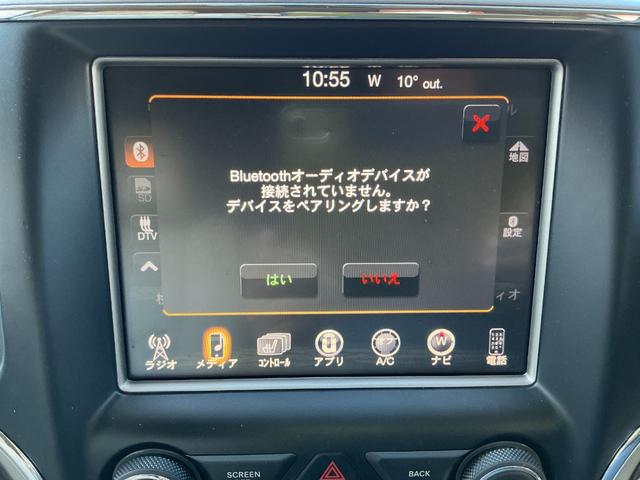 10:55 W 10° out.
Bluetoothオーディオデバイスが
接続されていません。
デバイスをペアリングしますか？
はい
いいえ
SD
DTV
地図
設定
ィオ
ラジオ
メディア
コントロール
アプリ
オフ
A/C
W
ナビ
電話
SCREEN
BACK